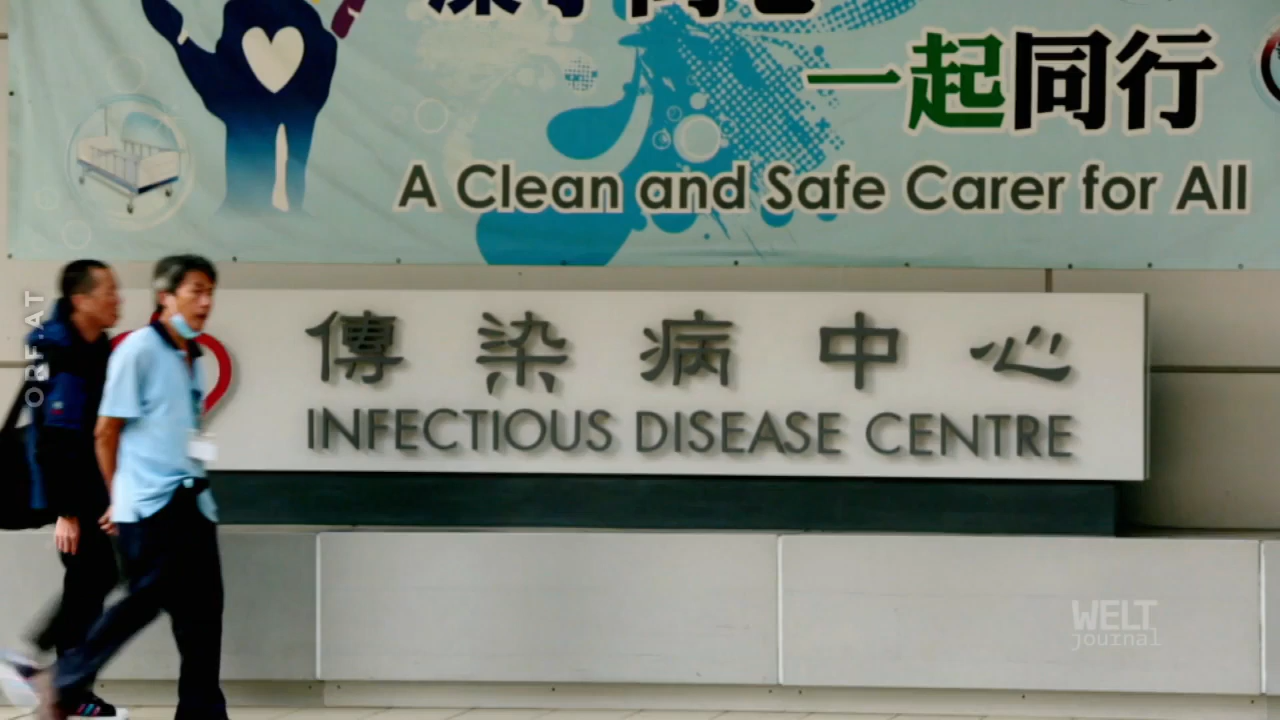 一起同行
A Clean and Safe Carer for All
傳染病中心
INFECTIOUS DISEASE CENTRE
ORF.AT
WELT
journal